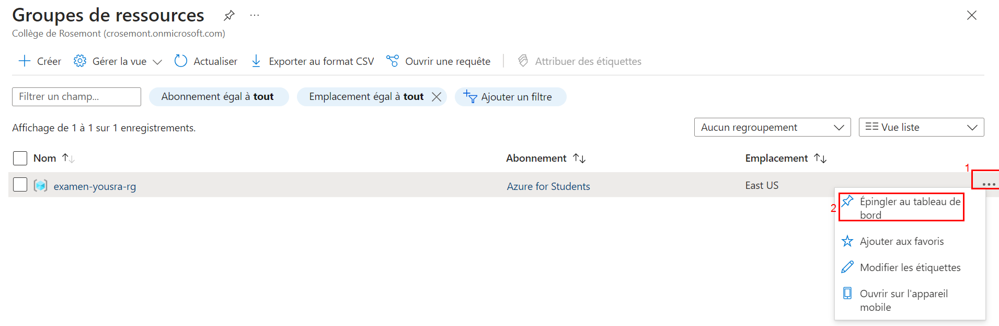 Groupes de ressources
Collège de Rosemont (crosemont.onmicrosoft.com)
Créer Gérer la vue Actualiser Exporter au format CSV Ouvrir une requête Attribuer des étiquettes
Filtrer un champ... Abonnement égal à tout Emplacement égal à tout Ajouter un filtre
Affichage de 1 à 1 sur 1 enregistrements. Aucun regroupement Vue liste
Nom Abonnement Emplacement
1
examen-yousra-rg Azure for Students East US
2 Épingler au tableau de
bord
Ajouter aux favoris
Modifier les étiquettes
Ouvrir sur l'appareil
mobile